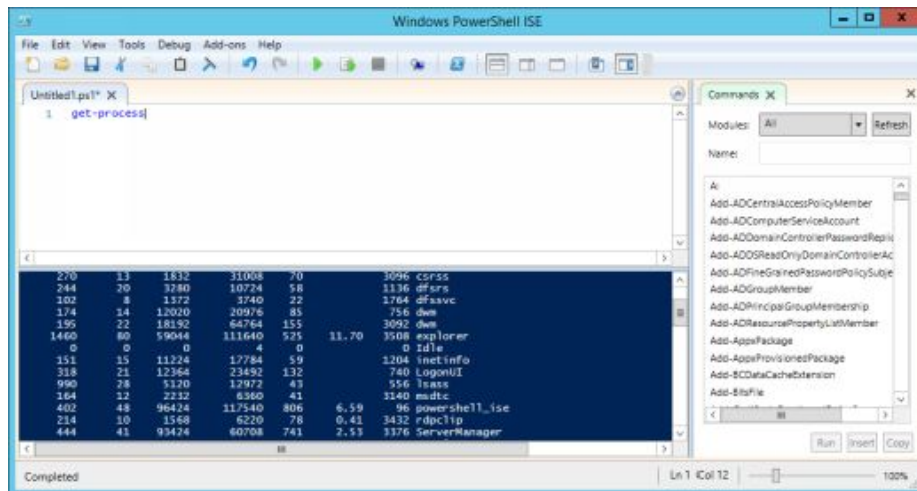 Windows PowerShell ISE
File Edit View Tools Debug Add-ons Help
Untitled1.ps1* X
1 get-process
270 13 1832 31008 70 3096 csrss
244 20 3280 10724 58 1136 dfsrs
102 8 1372 3740 22 1764 dfssvc
174 14 12020 20976 85 756 dwm
195 22 18192 64764 155 3092 dwm
1460 80 59044 111640 525 11.70 3508 explorer
0 0 0 4 0 0 Idle
151 15 11224 17784 59 1204 inetinfo
318 21 12364 23492 132 740 LogonUI
990 28 5120 12972 43 556 lsass
164 12 2232 6360 41 3140 msdtc
402 48 96424 117540 806 6.59 96 powershell_ise
214 10 1568 6220 78 0.41 3432 rdpclip
444 41 93424 60708 741 2.53 3376 ServerManager
Completed
Ln 1 Col 12
100%
Commands X
Modules: All Refresh
Name:
A:
Add-ADCentralAccessPolicyMember
Add-ADComputerServiceAccount
Add-ADDomainControllerPasswordReplic
Add-ADDSReadOnlyDomainControllerAc
Add-ADFineGrainedPasswordPolicySubje
Add-ADGroupMember
Add-ADPrincipalGroupMembership
Add-ADResourcePropertyListMember
Add-AppxPackage
Add-AppxProvisionedPackage
Add-BCDataCacheExtension
Add-BitsFile
Run Insert Copy